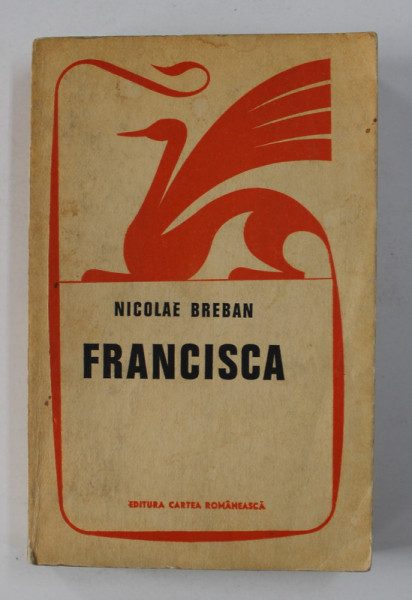 NICOLAE BREBAN
FRANCISCA
EDITURA CARTEA ROMÂNEASCĂ